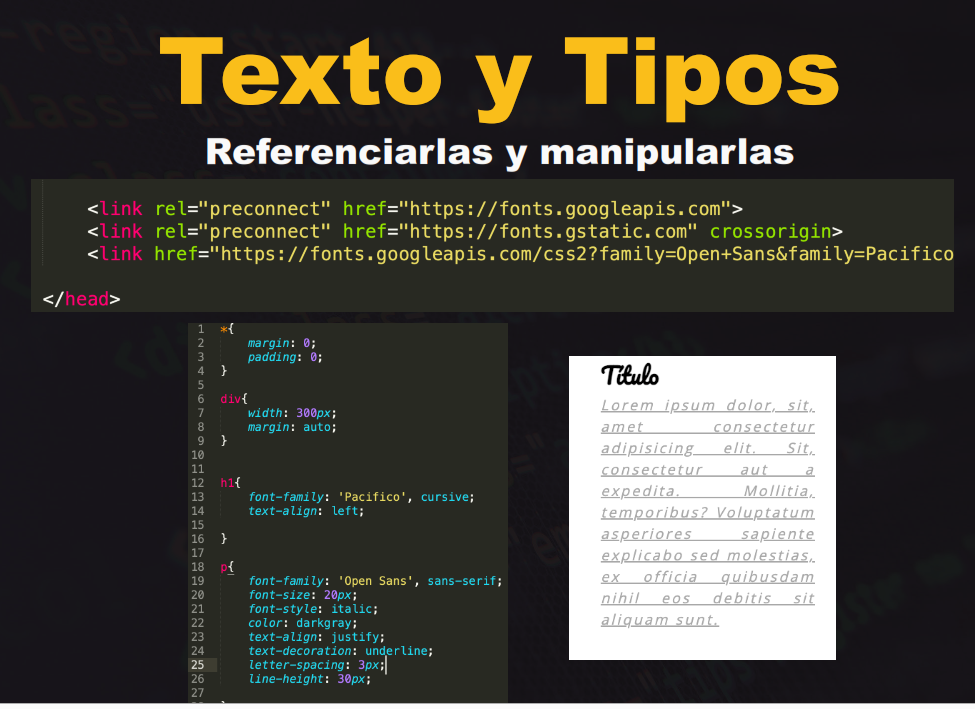 Texto y Tipos
Referenciarlas y manipularlas
<link rel="preconnect" href="https://fonts.googleapis.com">
<link rel="preconnect" href="https://fonts.gstatic.com" crossorigin>
<link href="https://fonts.googleapis.com/css2?family=Open+Sans&family=Pacifico
</head>
1 *{
2 margin: 0;
3 padding: 0;
4 }
5
6 div{
7 width: 300px;
8 margin: auto;
9 }
10
11
12 h1{
13 font-family: 'Pacifico', cursive;
14 text-align: left;
15
16 }
17
18 p{
19 font-family: 'Open Sans', sans-serif;
20 font-size: 20px;
21 font-style: italic;
22 color: darkgray;
23 text-align: justify;
24 text-decoration: underline;
25 letter-spacing: 3px;
26 line-height: 30px;
27
Título
Lorem ipsum dolor, sit,
amet consectetur
adipisicing elit. Sit,
consectetur aut a
expedita. Mollitia,
temporibus? Voluptatum
asperiores sapiente
explicabo sed molestias,
ex officia quibusdam
nihil eos debitis sit
aliquam sunt.